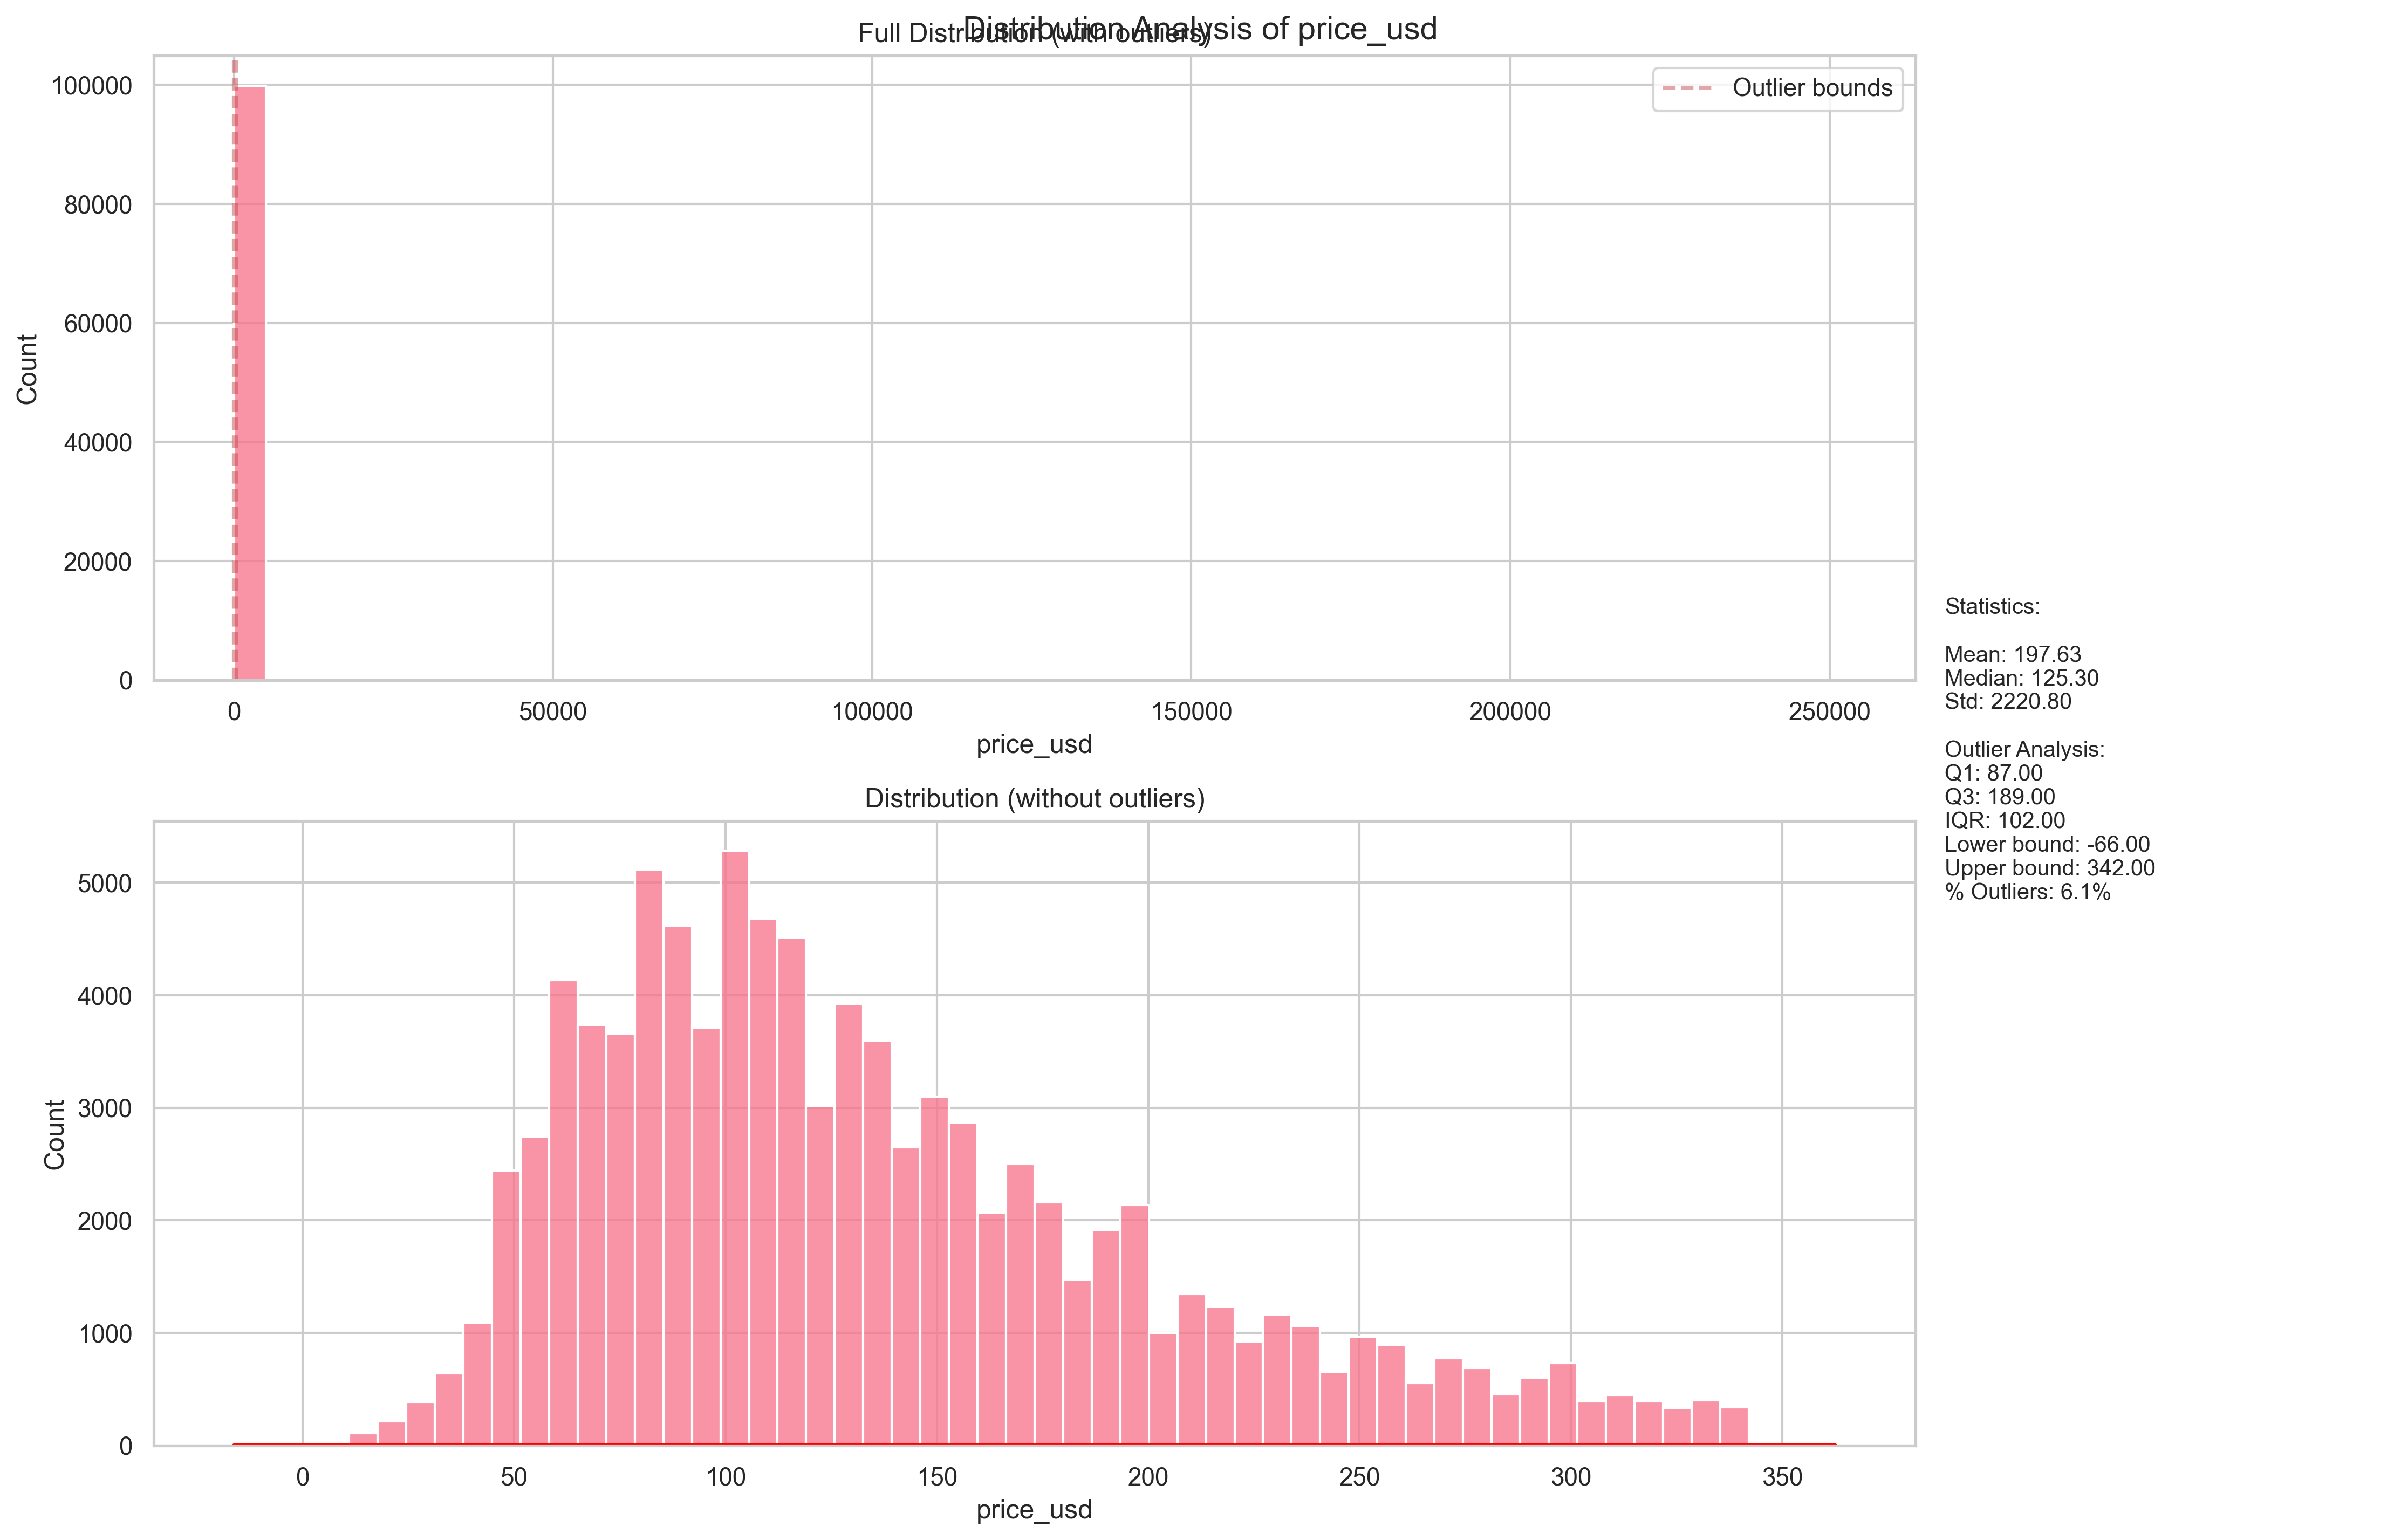 Distribution Analysis of price_usd
Full Distribution (with outliers)
Outlier bounds
100000
80000
60000
40000
20000
0
Count
0 50000 100000 150000 200000 250000
price_usd
Statistics:
Mean: 197.63
Median: 125.30
Std: 2220.80
Outlier Analysis:
Q1: 87.00
Q3: 189.00
IQR: 102.00
Lower bound: -66.00
Upper bound: 342.00
% Outliers: 6.1%
Distribution (without outliers)
5000
4000
3000
2000
1000
0
Count
0 50 100 150 200 250 300 350
price_usd